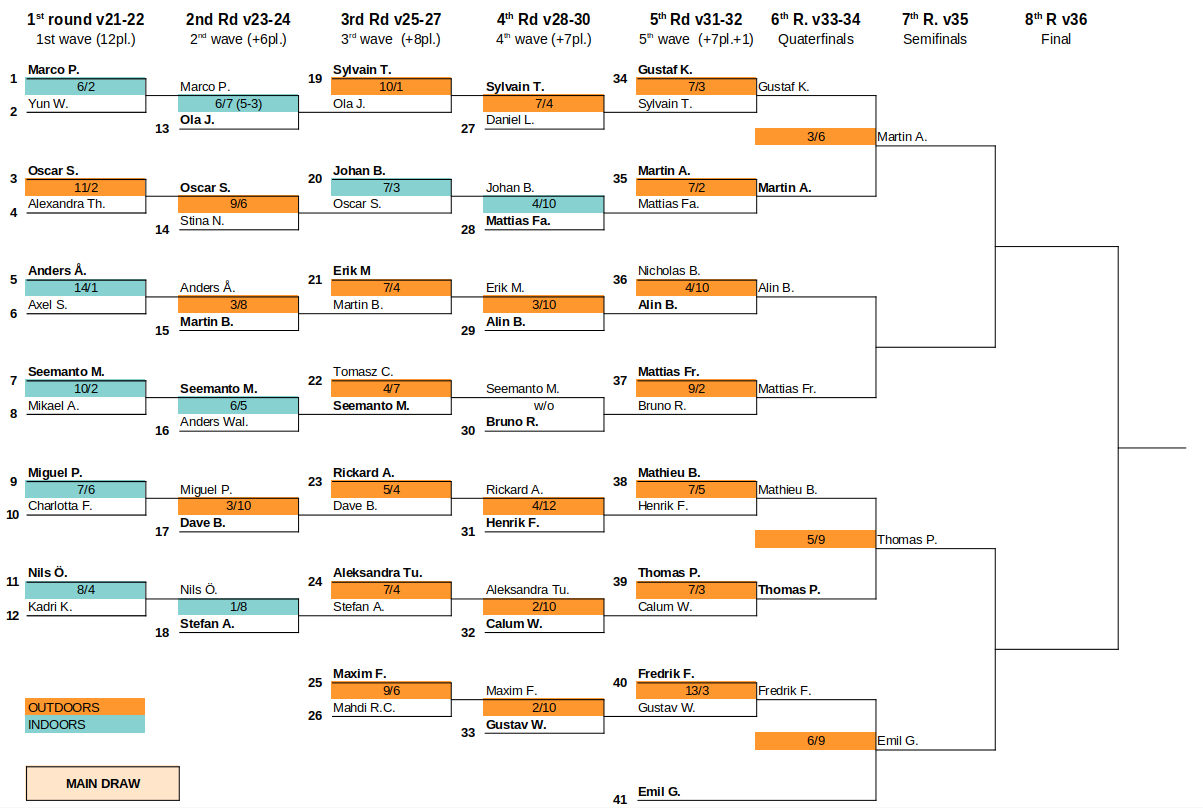 1st round v21-22 2nd Rd v23-24 3rd Rd v25-27 4th Rd v28-30 5th Rd v31-32 6th R. v33-34 7th R. v35 8th R v36
1st wave (12pl.) 2nd wave (+6pl.) 3rd wave (+8pl.) 4th wave (+7pl.) 5th wave (+7pl.+1) Quaterfinals Semifinals Final
Marco P. Sylvain T. Gustaf K.
1 6/2 Marco P. 19 10/1 Sylvain T. 34 7/3 Gustaf K.
Yun W. 6/7 (5-3) Ola J. 7/4 Sylvain T.
2 13 Ola J. 27 Daniel L.
3/6 Martin A.
Oscar S. Johan B. Martin A.
3 11/2 Oscar S. 20 7/3 Johan B. 35 7/2 Martin A.
Alexandra Th. 9/6 Oscar S. 4/10 Mattias Fa.
4 14 Stina N. 28 Mattias Fa.
Anders Å. Erik M Nicholas B.
5 14/1 Anders Å. 21 7/4 Erik M. 36 4/10 Alin B.
Axel S. 3/8 Martin B. 3/10 Alin B.
6 15 Martin B. 29 Alin B.
Seemanto M. Tomasz C. Mattias Fr.
7 10/2 Seemanto M. 22 4/7 Seemanto M. 37 9/2 Mattias Fr.
Mikael A. 6/5 Seemanto M. w/o Bruno R.
8 16 Anders Wal. 30 Bruno R.
Miguel P. Rickard A. Mathieu B.
9 7/6 Miguel P. 23 5/4 Rickard A. 38 7/5 Mathieu B.
Charlotta F. 3/10 Dave B. 4/12 Henrik F.
10 17 Dave B. 31 Henrik F.
5/9 Thomas P.
Nils Ö. Aleksandra Tu. Thomas P.
11 8/4 Nils Ö. 24 7/4 Aleksandra Tu. 39 7/3 Thomas P.
Kadri K. 1/8 Stefan A. 2/10 Calum W.
12 18 Stefan A. 32 Calum W.
Maxim F. Fredrik F.
25 9/6 Maxim F. 40 13/3 Fredrik F.
OUTDOORS Mahdi R.C. 2/10 Gustav W.
26
INDOORS 33 Gustav W.
6/9 Emil G.
MAIN DRAW
41 Emil G.